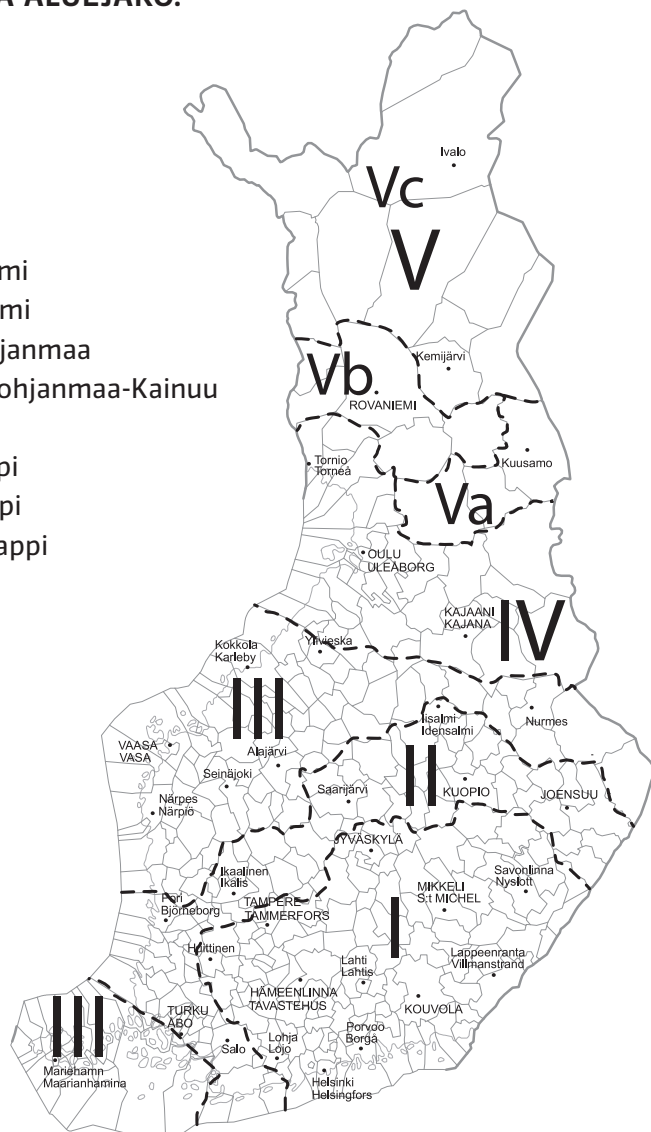 A ALUEJAKO:
mi
mi
janmaa
ohjanmaa-Kainuu
pi
pi
appi
Ivalo
Vc
V
Kemijärvi
Vb
ROVANIEMI
Tornio
Torneå
Kuusamo
Va
OULU
ULEÅBORG
KAJAANI
KAJANA
IV
Kokkola
Karleby
Ylivieska
III
Iisalmi
Idensalmi
Nurmes
VAASA
VASA
Alajärvi
II
Seinäjoki
Saarijärvi
KUOPIO
JOENSUU
Närpes
Närpiö
JYVÄSKYLÄ
Ikaalinen
Ikalis
Savonlinna
Nyslott
MIKKELI
S:t MICHEL
Pori
Björneborg
TAMPERE
TAMMERFORS
I
Huittinen
Lahti
Lahtis
Lappeenranta
Villmanstrand
HÄMEENLINNA
TAVASTEHUS
KOUVOLA
III
TURKU
ÅBO
Salo
Lohja
Lojo
Porvoo
Borgå
Mariehamn
Maarianhamina
Helsinki
Helsingfors